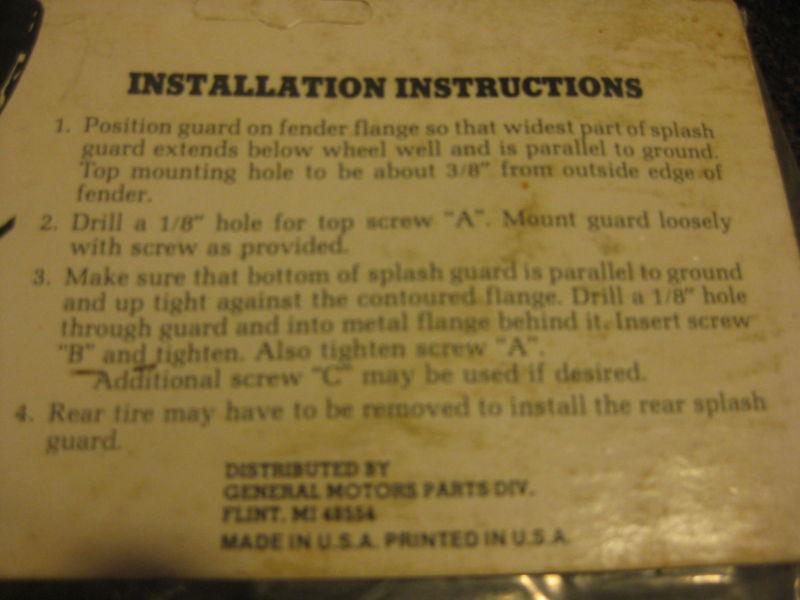 INSTALLATION INSTRUCTIONS
1. Position guard on fender flange so that widest part of splash
guard extends below wheel well and is parallel to ground.
Top mounting hole to be about 3/8" from outside edge of
fender.
2. Drill a 1/8" hole for top screw "A". Mount guard loosely
with screw as provided.
3. Make sure that bottom of splash guard is parallel to ground
and up tight against the contoured flange. Drill a 1/8" hole
through guard and into metal flange behind it. Insert screw
"B" and tighten. Also tighten screw "A".
Additional screw "C" may be used if desired.
4. Rear tire may have to be removed to install the rear splash
guard.
DISTRIBUTED BY
GENERAL MOTORS PARTS DIV.
FLINT, MI 48554
MADE IN U.S.A. PRINTED IN U.S.A.